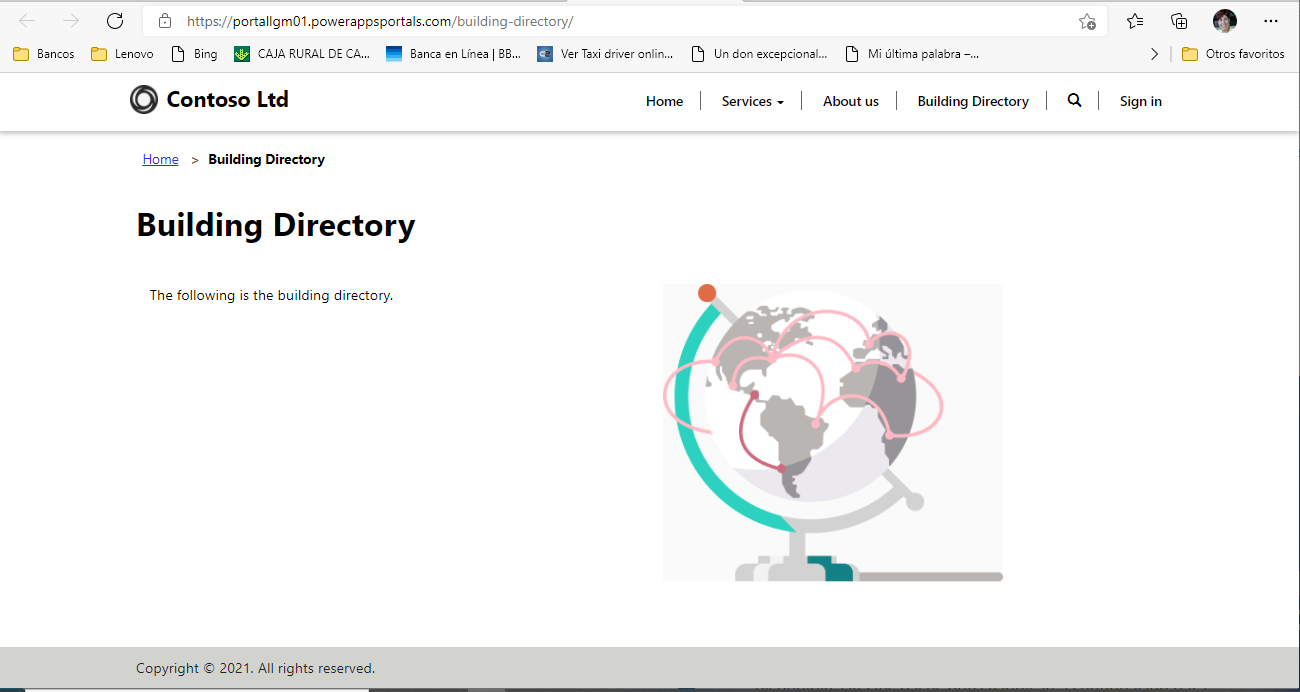 https://portallgm01.powerappsportals.com/building-directory/
Bancos Lenovo Bing CAJA RURAL DE CA... Banca en Línea | BB... Ver Taxi driver onlin... Un don excepcional... Mi última palabra –... Otros favoritos
Contoso Ltd Home Services About us Building Directory Sign in
Home > Building Directory
Building Directory
The following is the building directory.
Copyright © 2021. All rights reserved.